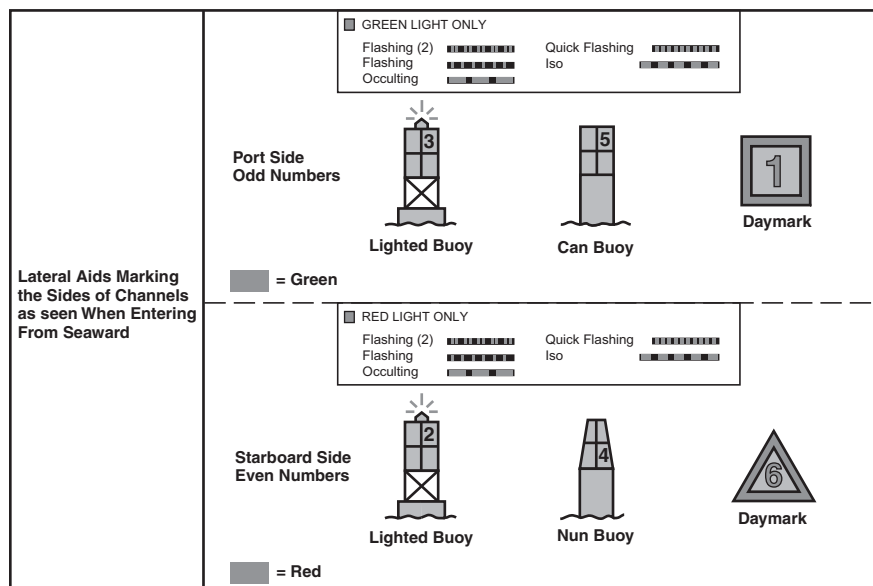 GREEN LIGHT ONLY
Flashing (2)
Quick Flashing
Flashing
Iso
Occulting
Port Side
Odd Numbers
3
5
1
Lighted Buoy
Can Buoy
Daymark
= Green
Lateral Aids Marking
the Sides of Channels
as seen When Entering
From Seaward
RED LIGHT ONLY
Flashing (2)
Quick Flashing
Flashing
Iso
Occulting
Starboard Side
Even Numbers
2
4
6
Lighted Buoy
Nun Buoy
Daymark
= Red